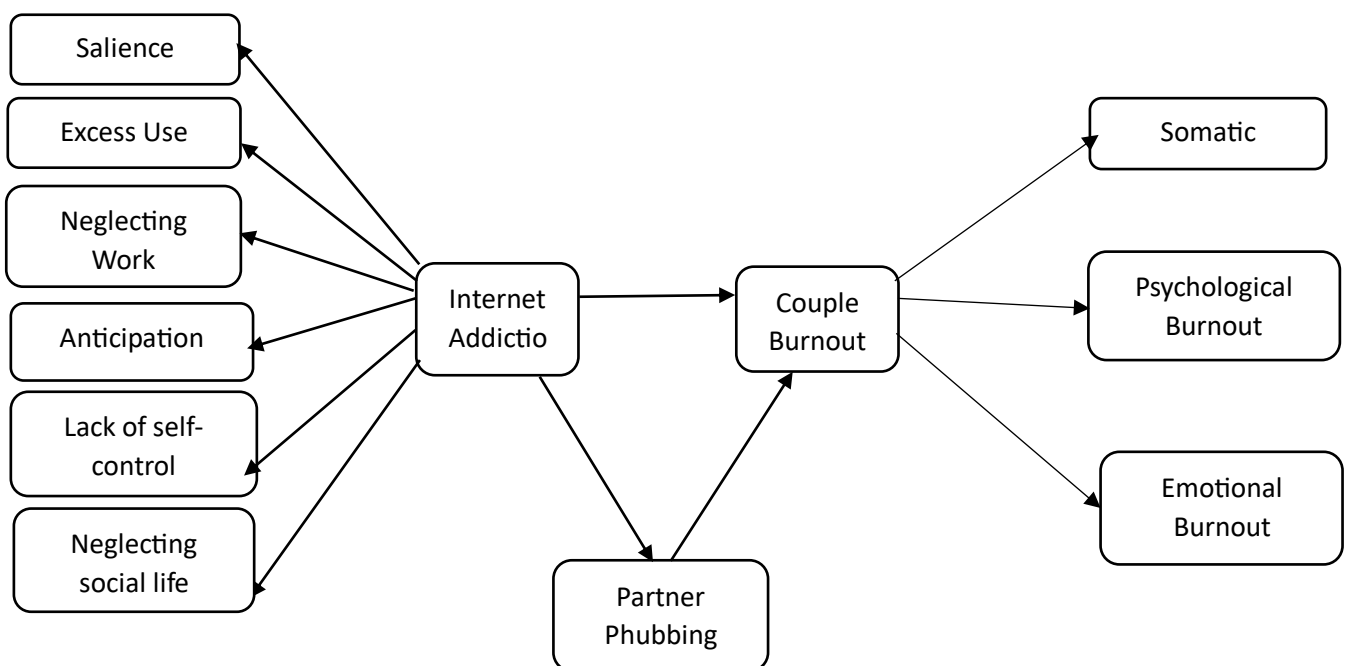 Salience
Excess Use
Neglecting
Work
Anticipation
Lack of self-
control
Neglecting
social life
Internet
Addictio
Partner
Phubbing
Couple
Burnout
Somatic
Psychological
Burnout
Emotional
Burnout